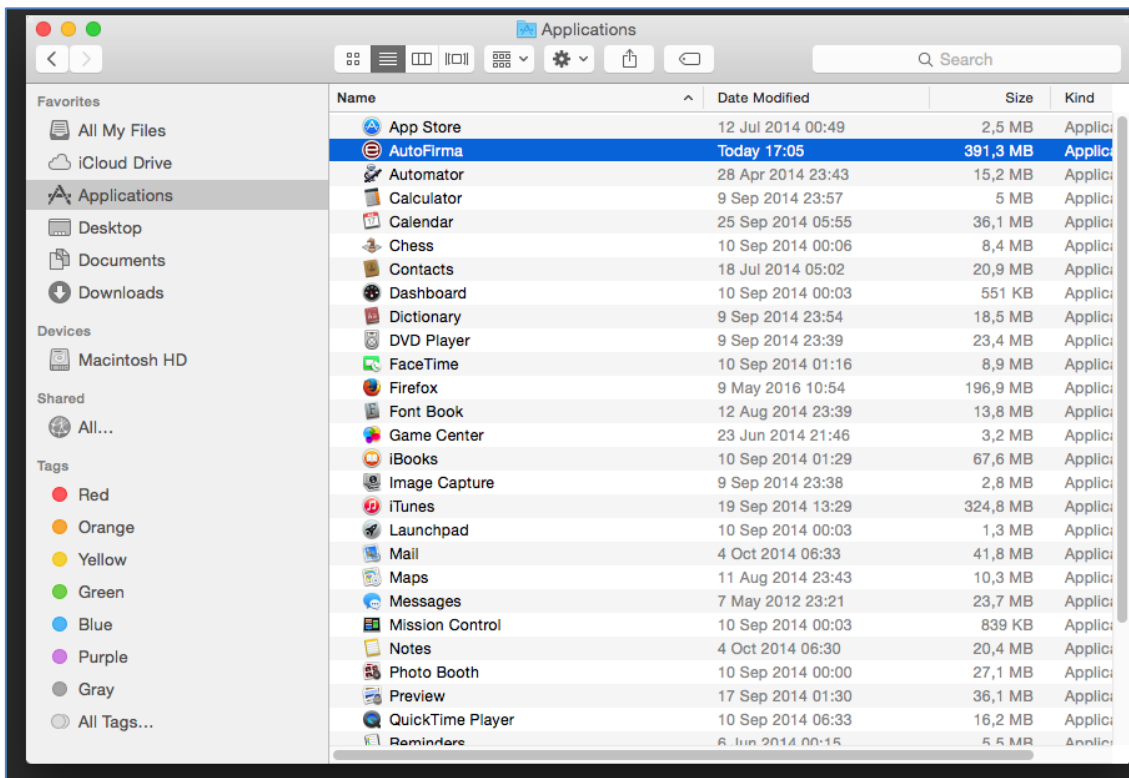 Applications
Search
Favorites
All My Files
iCloud Drive
Applications
Desktop
Documents
Downloads
Devices
Macintosh HD
Shared
All...
Tags
Red
Orange
Yellow
Green
Blue
Purple
Gray
All Tags...
Name Date Modified Size Kind
App Store 12 Jul 2014 00:49 2,5 MB
AutoFirma Today 17:05 391,3 MB
Automator 28 Apr 2014 23:43 15,2 MB
Calculator 9 Sep 2014 23:57 5 MB
Calendar 25 Sep 2014 05:55 36,1 MB
Chess 10 Sep 2014 00:06 8,4 MB
Contacts 18 Jul 2014 05:02 20,9 MB
Dashboard 10 Sep 2014 00:03 551 KB
Dictionary 9 Sep 2014 23:54 18,5 MB
DVD Player 9 Sep 2014 23:39 23,4 MB
FaceTime 10 Sep 2014 01:16 8,9 MB
Firefox 9 May 2016 10:54 196,9 MB
Font Book 12 Aug 2014 23:39 13,8 MB
Game Center 23 Jun 2014 21:46 3,2 MB
iBooks 10 Sep 2014 01:29 67,6 MB
Image Capture 9 Sep 2014 23:38 2,8 MB
iTunes 19 Sep 2014 13:29 324,8 MB
Launchpad 10 Sep 2014 00:03 1,3 MB
Mail 4 Oct 2014 06:33 41,8 MB
Maps 11 Aug 2014 23:43 10,3 MB
Messages 7 May 2012 23:21 23,7 MB
Mission Control 10 Sep 2014 00:03 839 KB
Notes 4 Oct 2014 06:30 20,4 MB
Photo Booth 10 Sep 2014 00:00 27,1 MB
Preview 17 Sep 2014 01:30 36,1 MB
QuickTime Player 10 Sep 2014 06:33 16,2 MB
Reminders 6 Jun 2014 00:15 5,5 MB